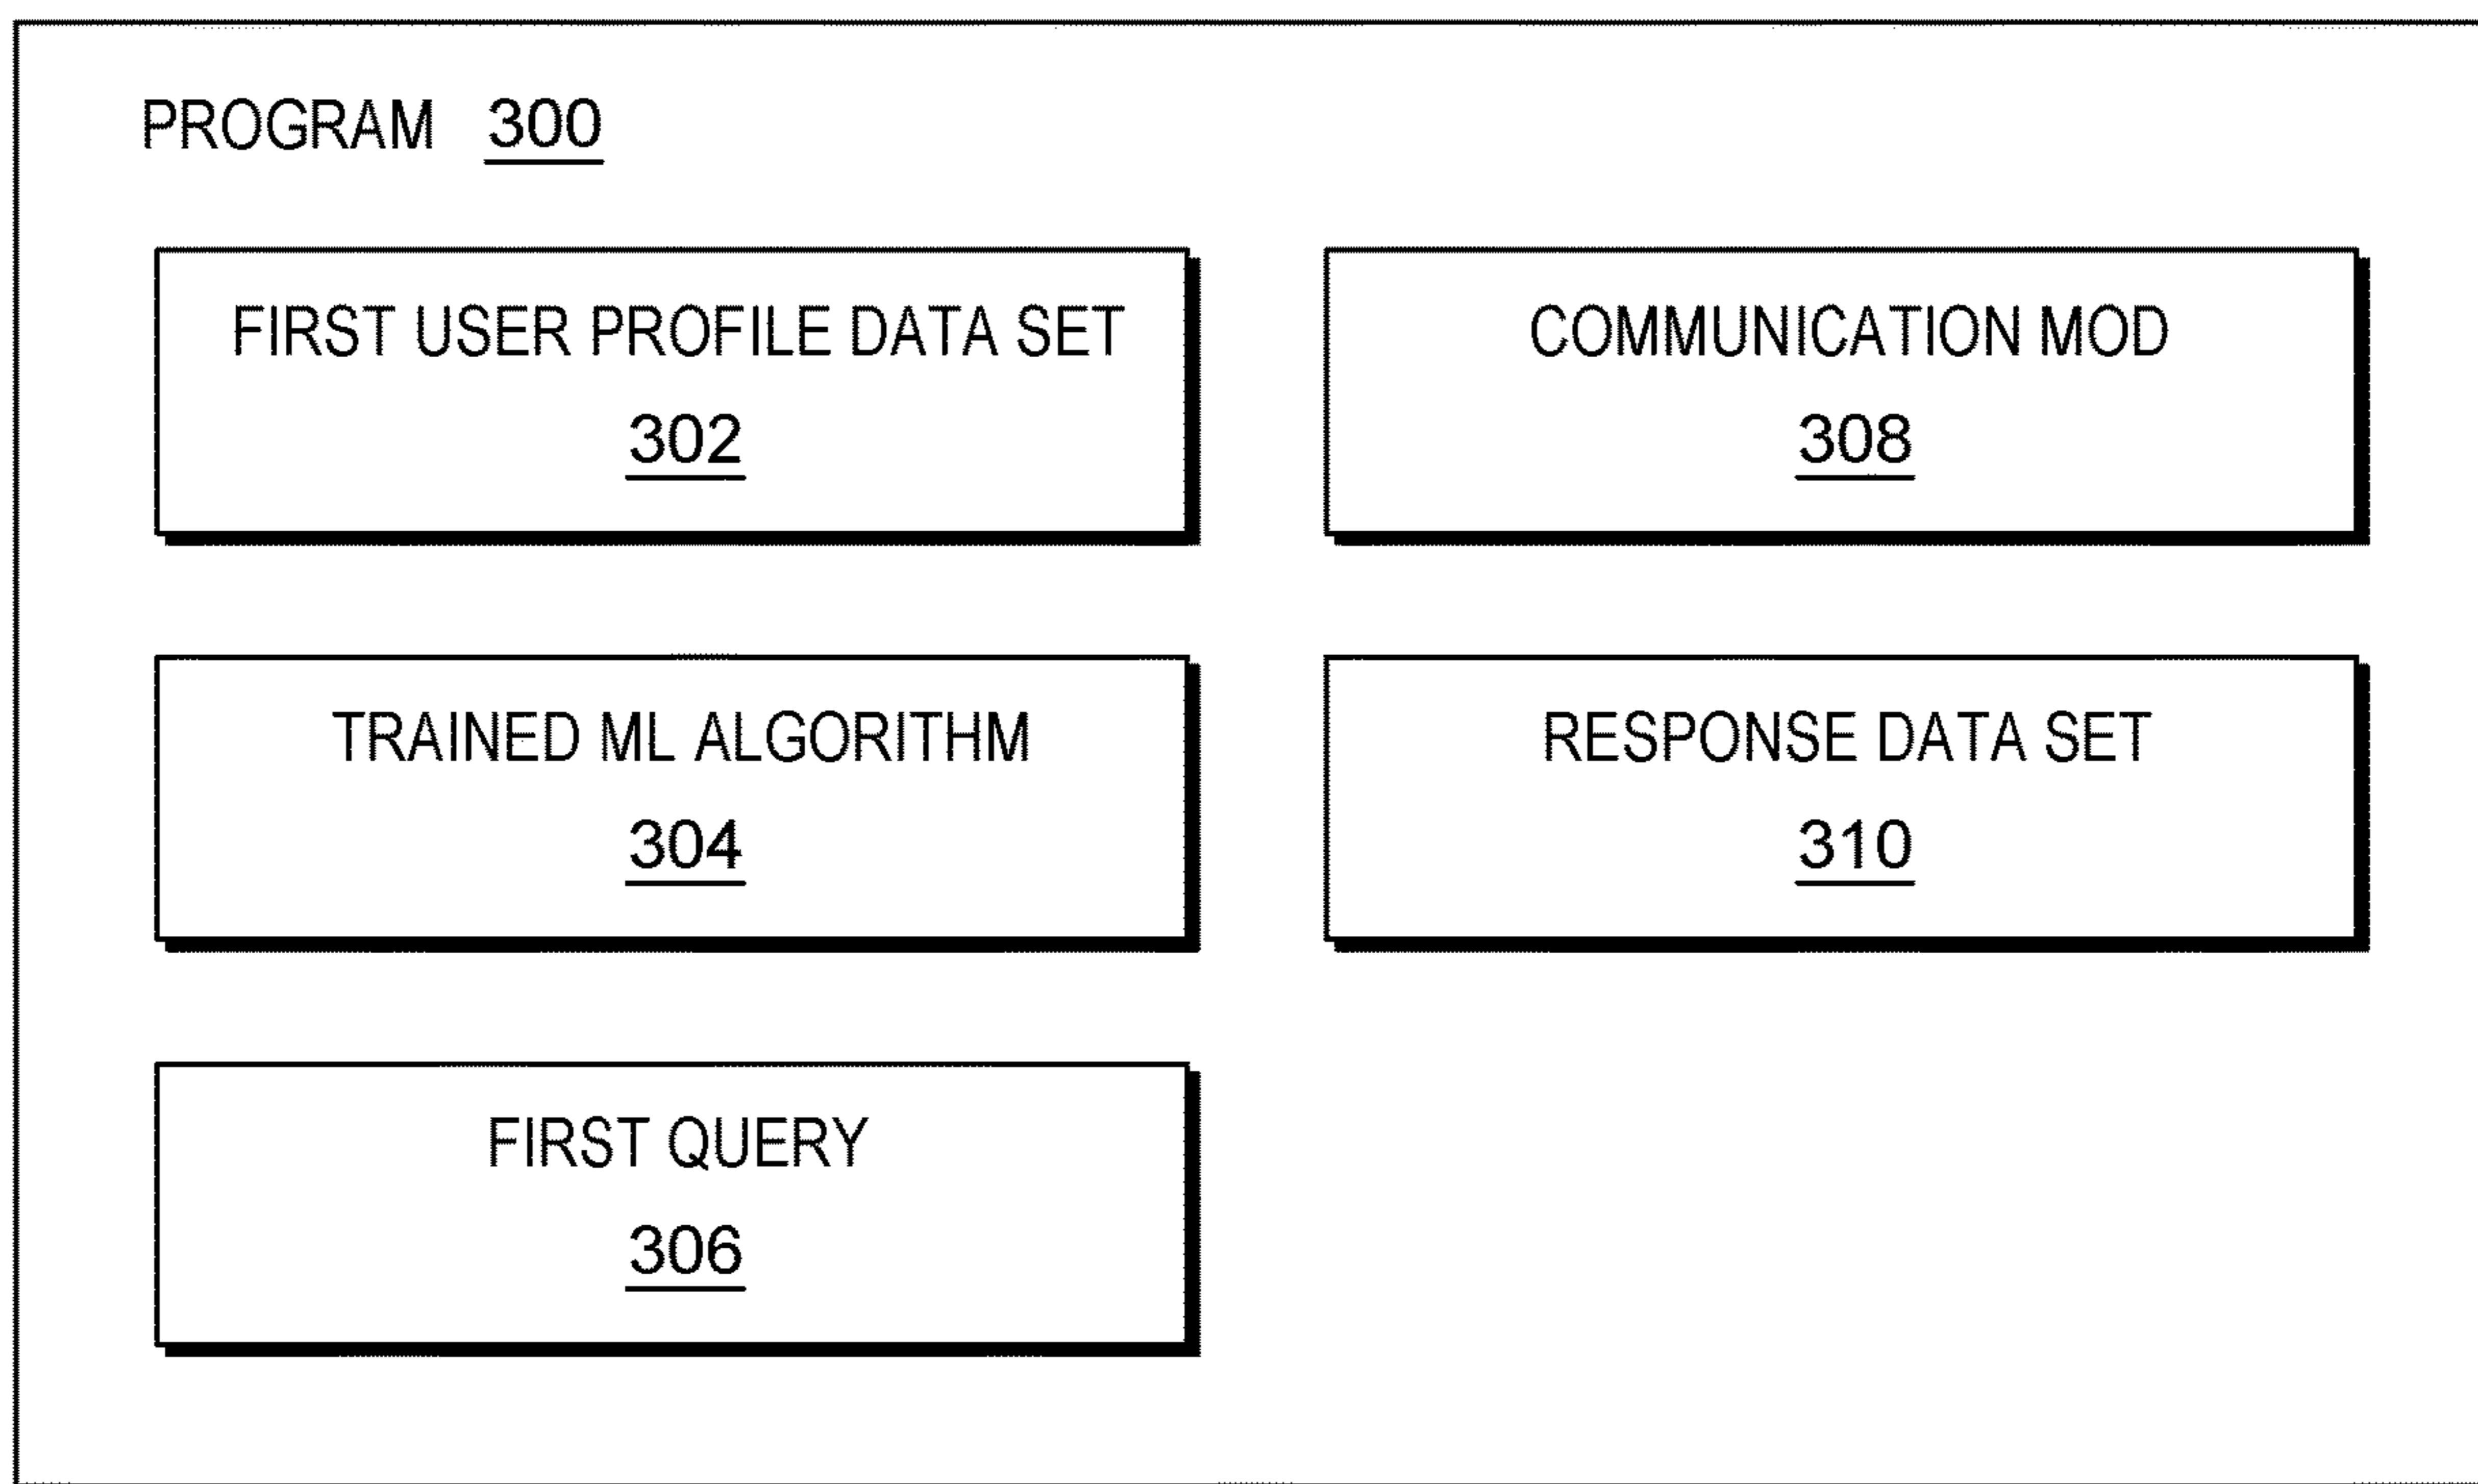 PROGRAM 300
FIRST USER PROFILE DATA SET
302
TRAINED ML ALGORITHM
304
FIRST QUERY
306
COMMUNICATION MOD
308
RESPONSE DATA SET
310